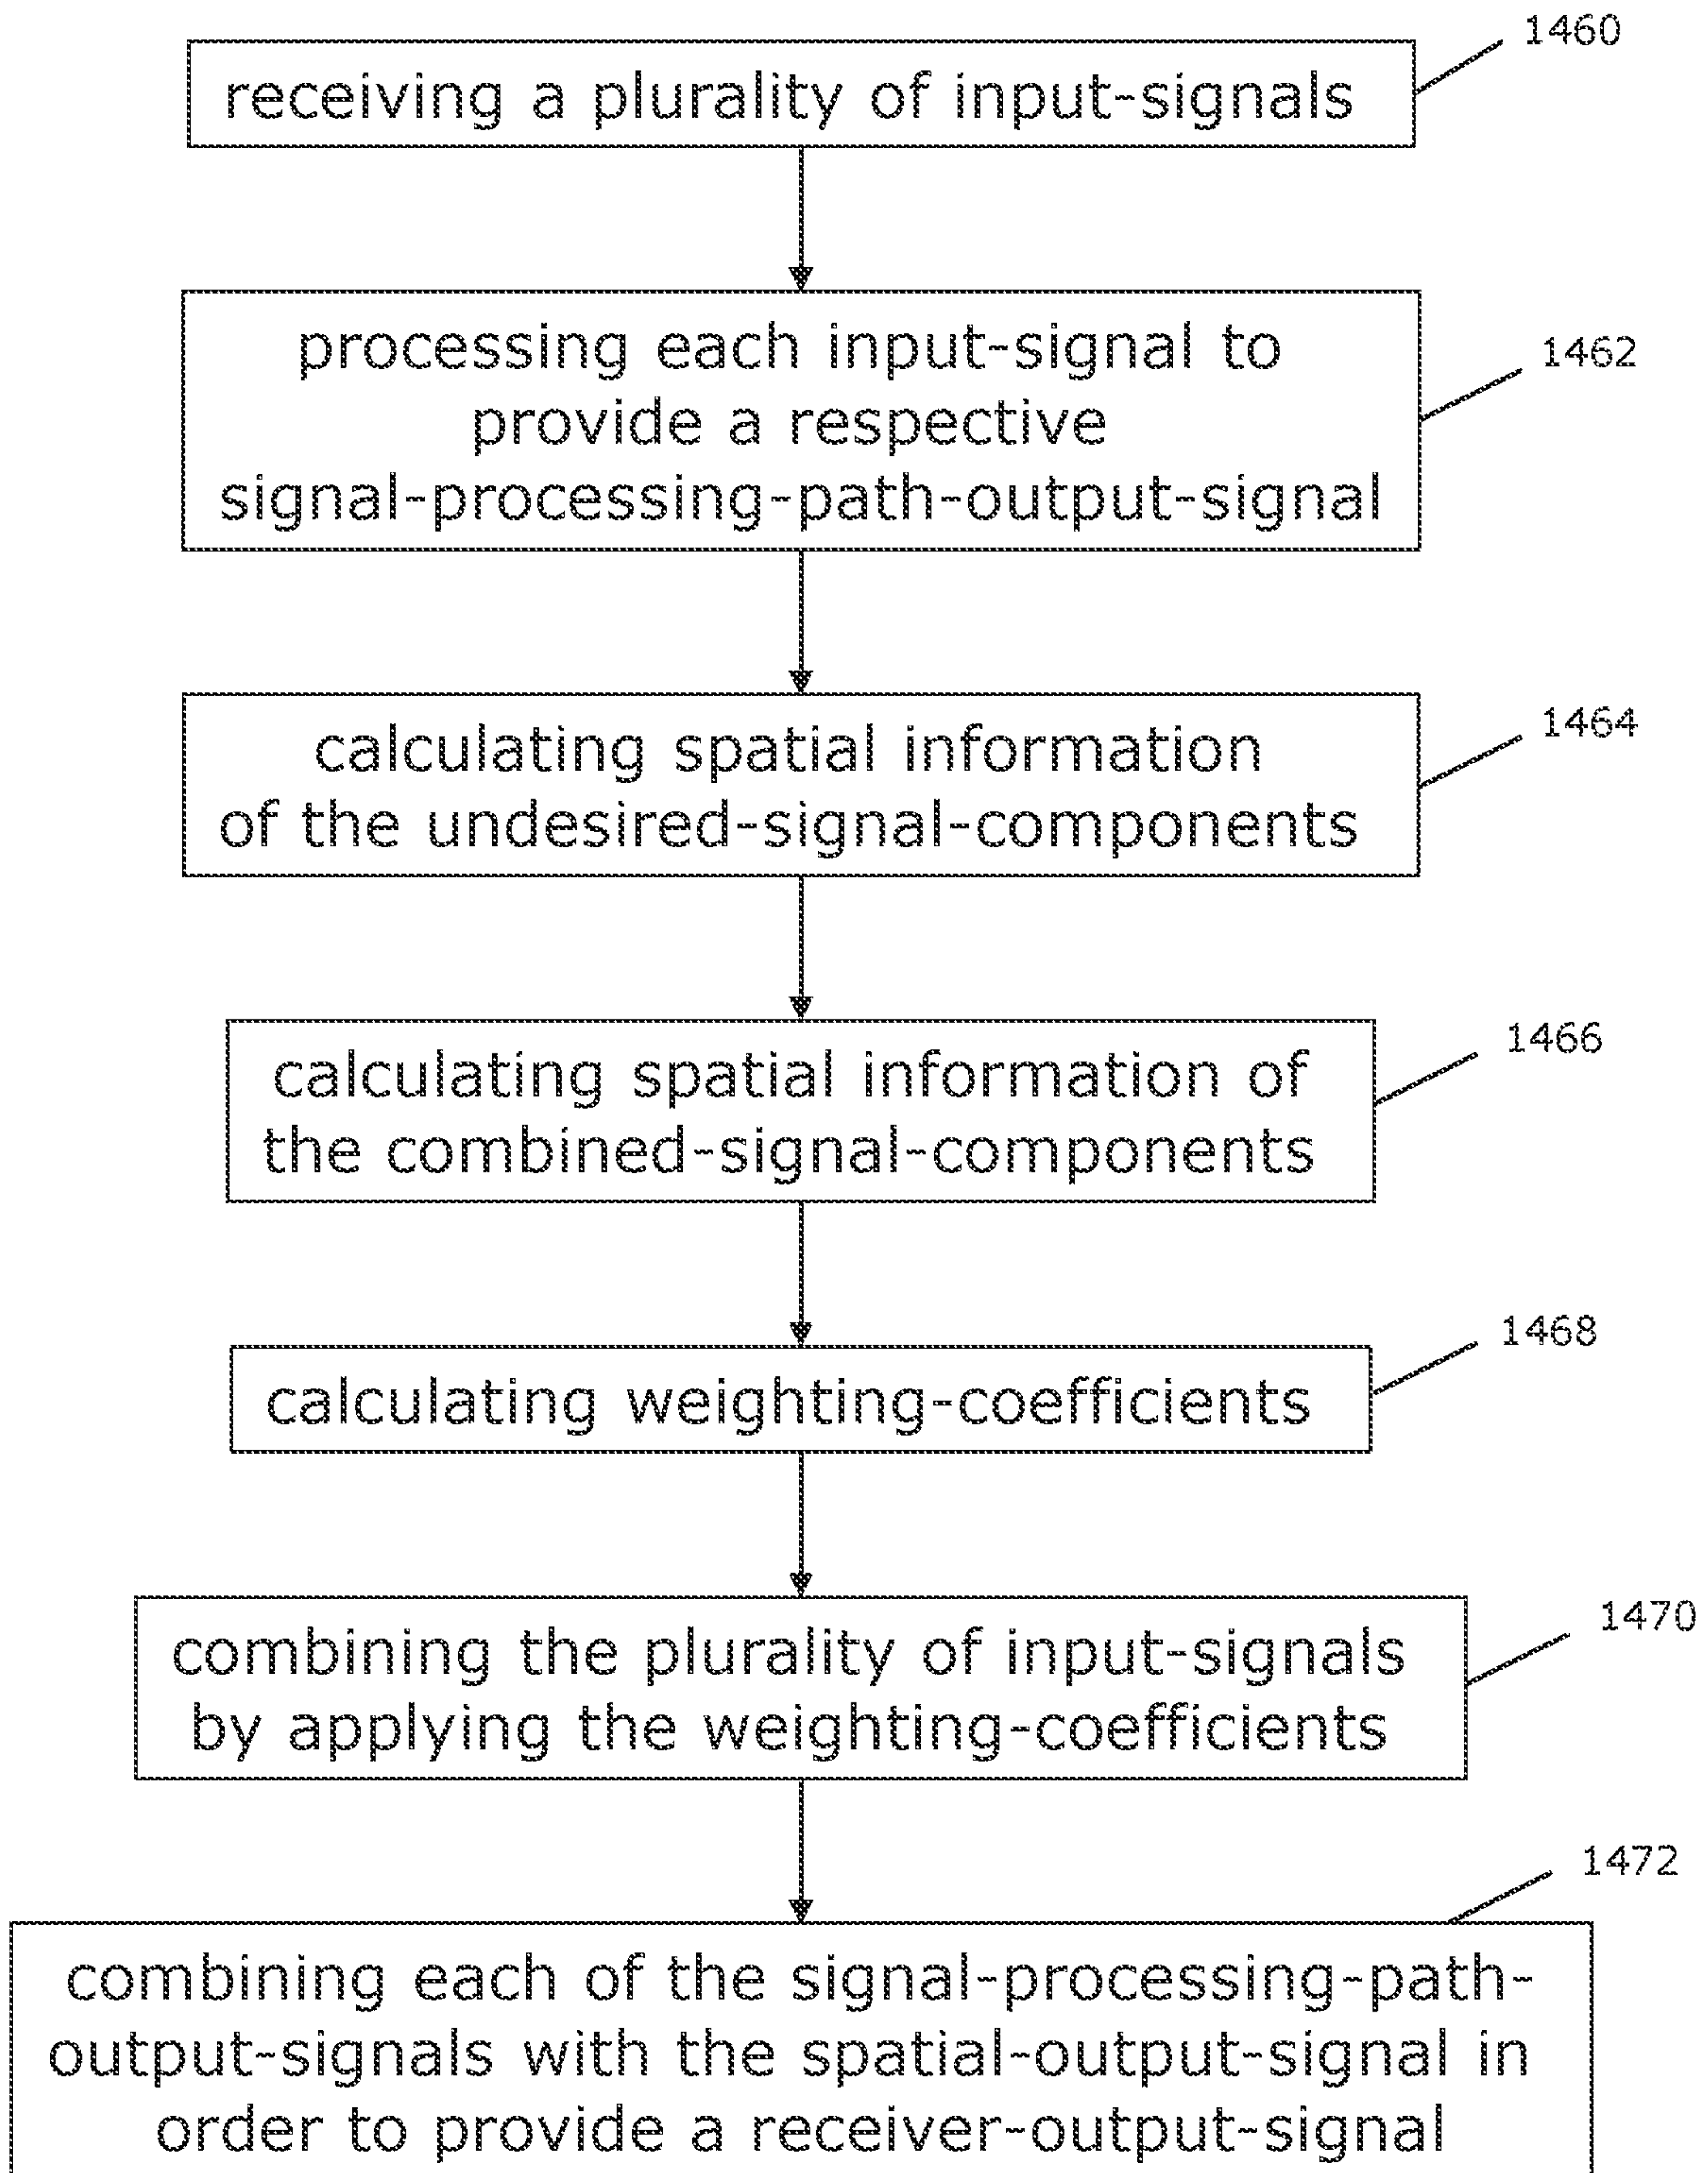 1460
receiving a plurality of input-signals
1462
processing each input-signal to
provide a respective
signal-processing-path-output-signal
1464
calculating spatial information
of the undesired-signal-components
1466
calculating spatial information of
the combined-signal-components
1468
calculating weighting-coefficients
1470
combining the plurality of input-signals
by applying the weighting-coefficients
1472
combining each of the signal-processing-path-
output-signals with the spatial-output-signal in
order to provide a receiver-output-signal